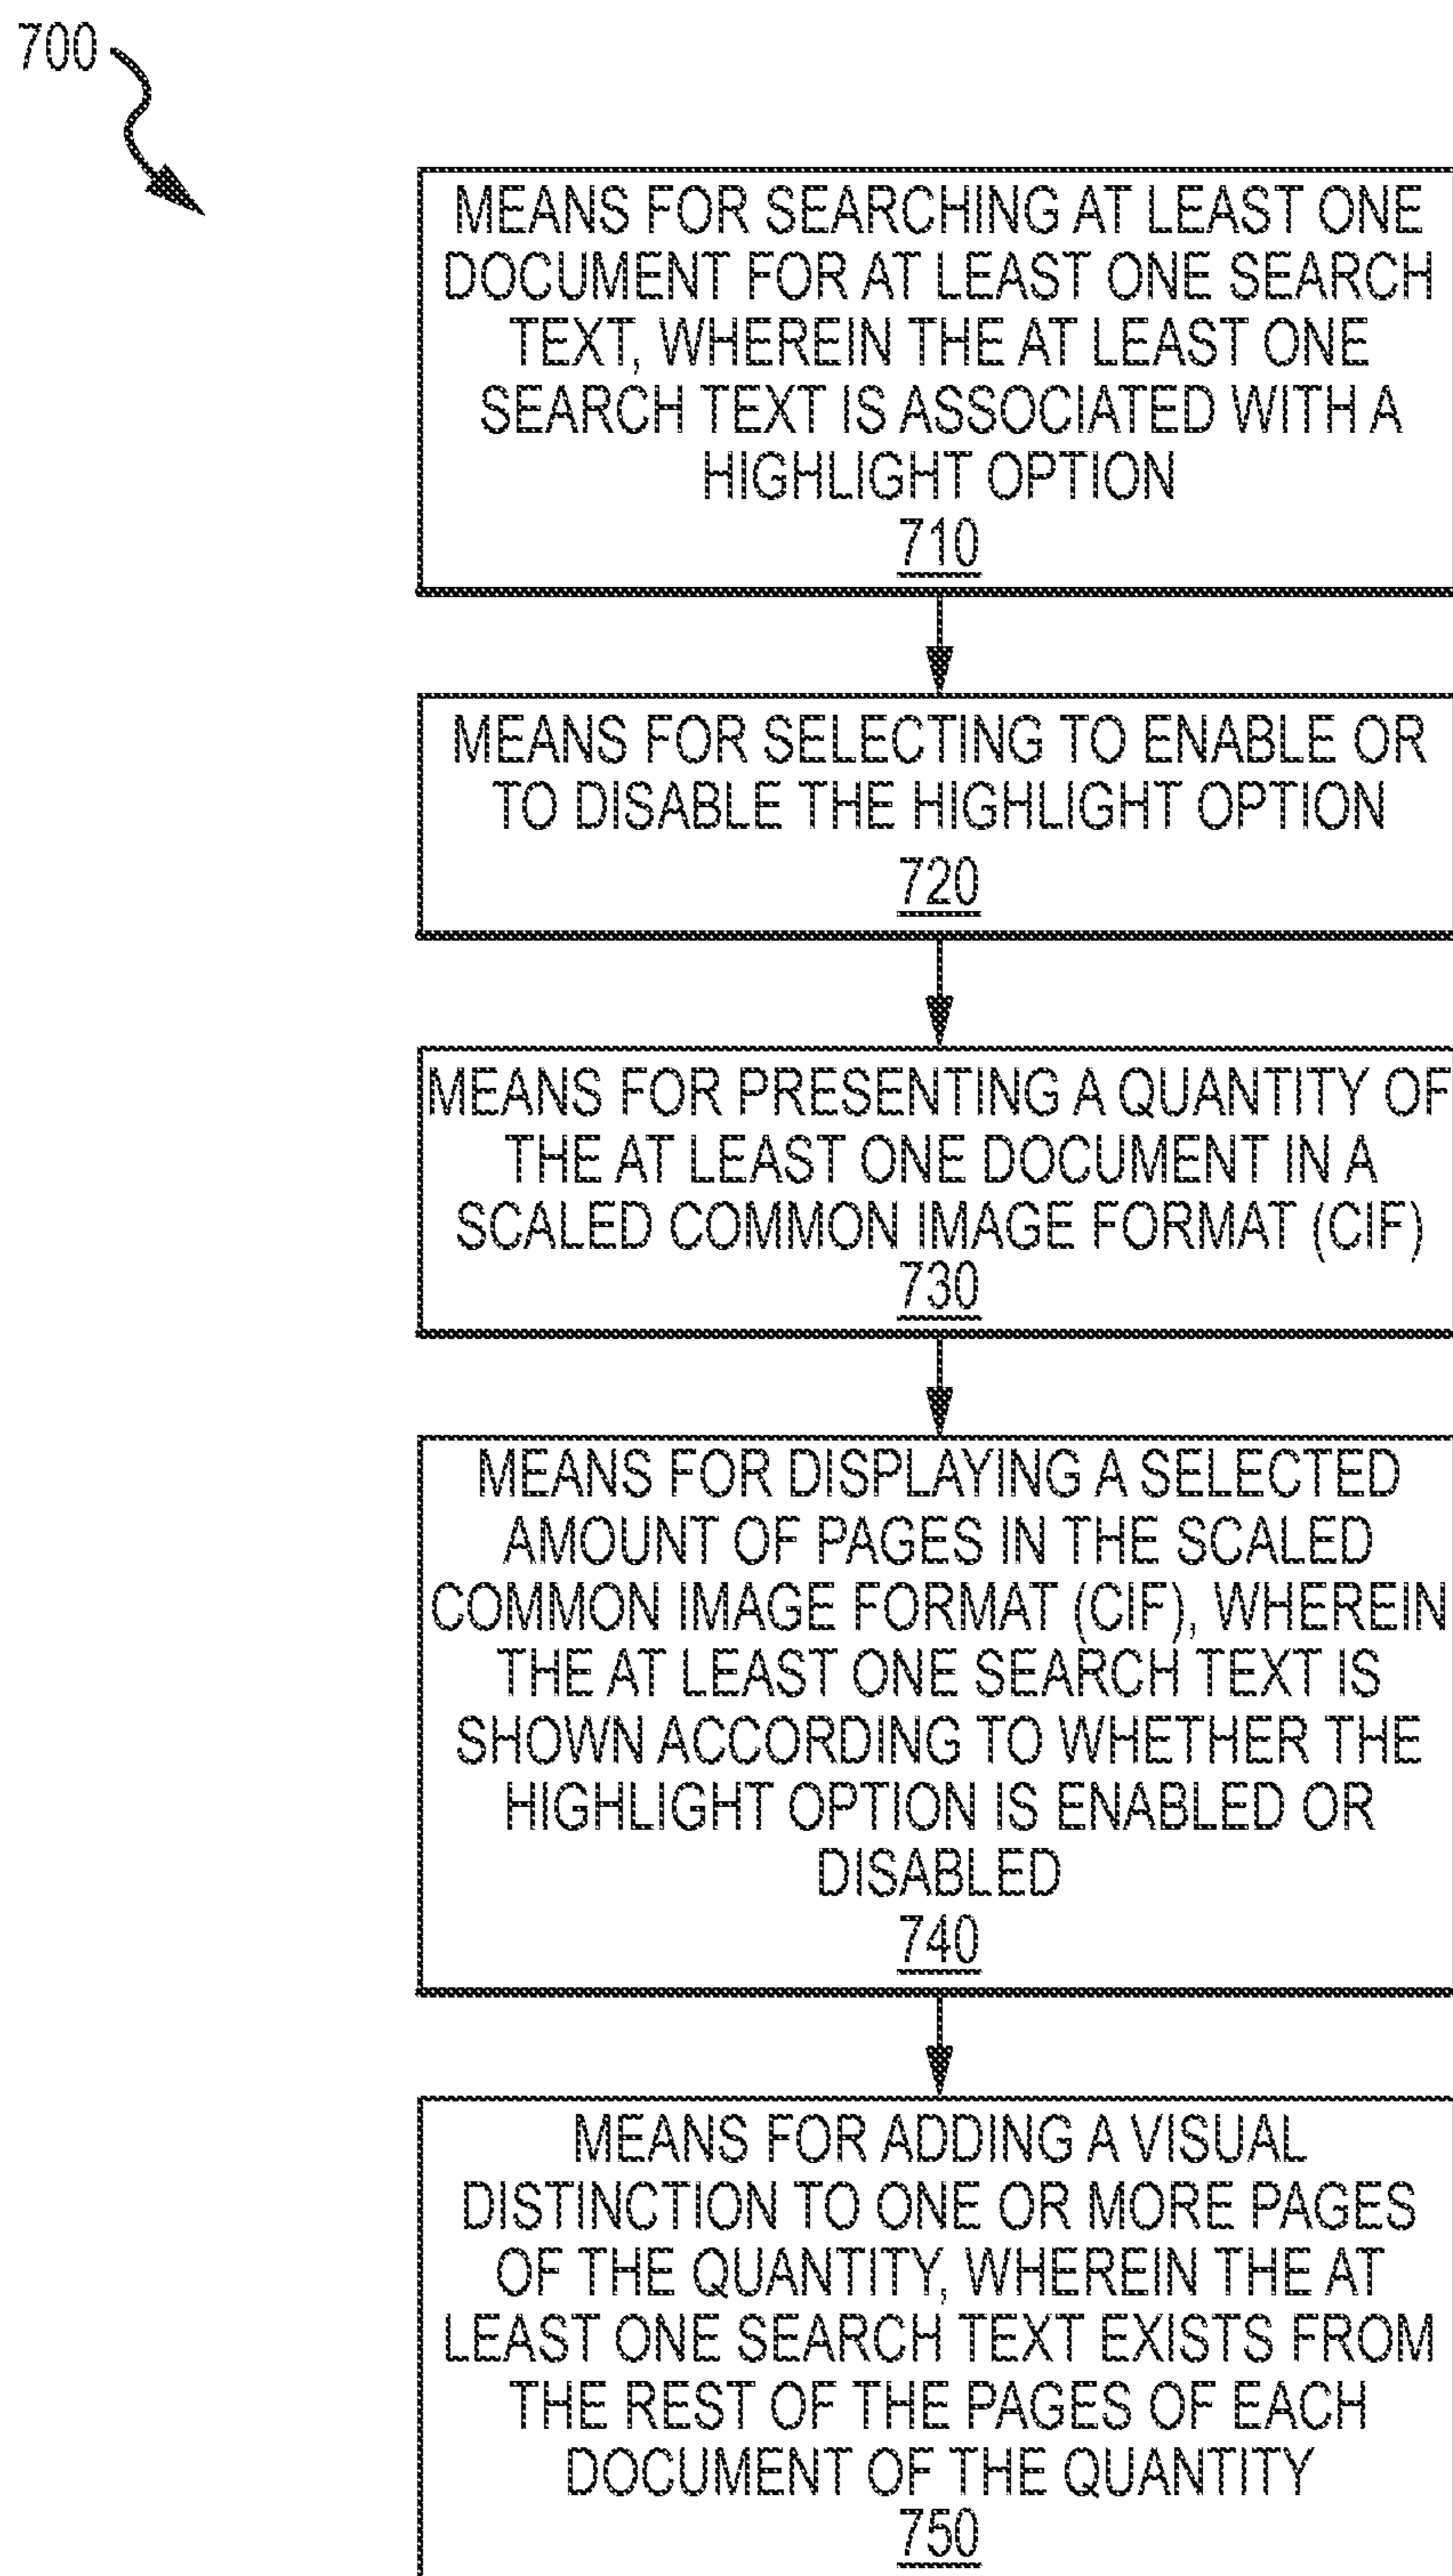 700
MEANS FOR SEARCHING AT LEAST ONE
DOCUMENT FOR AT LEAST ONE SEARCH
TEXT, WHEREIN THE AT LEAST ONE
SEARCH TEXT IS ASSOCIATED WITH A
HIGHLIGHT OPTION
710
MEANS FOR SELECTING TO ENABLE OR
TO DISABLE THE HIGHLIGHT OPTION
720
MEANS FOR PRESENTING A QUANTITY OF
THE AT LEAST ONE DOCUMENT IN A
SCALED COMMON IMAGE FORMAT (CIF)
730
MEANS FOR DISPLAYING A SELECTED
AMOUNT OF PAGES IN THE SCALED
COMMON IMAGE FORMAT (CIF), WHEREIN
THE AT LEAST ONE SEARCH TEXT IS
SHOWN ACCORDING TO WHETHER THE
HIGHLIGHT OPTION IS ENABLED OR
DISABLED
740
MEANS FOR ADDING A VISUAL
DISTINCTION TO ONE OR MORE PAGES
OF THE QUANTITY, WHEREIN THE AT
LEAST ONE SEARCH TEXT EXISTS FROM
THE REST OF THE PAGES OF EACH
DOCUMENT OF THE QUANTITY
750